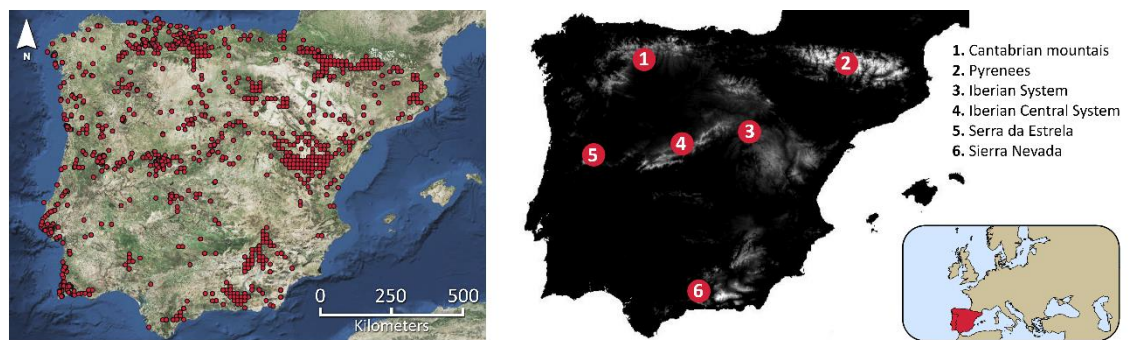 N
0 250 500
Kilometers
1
2
3
4
5
6
1. Cantabrian mountais
2. Pyrenees
3. Iberian System
4. Iberian Central System
5. Serra da Estrela
6. Sierra Nevada